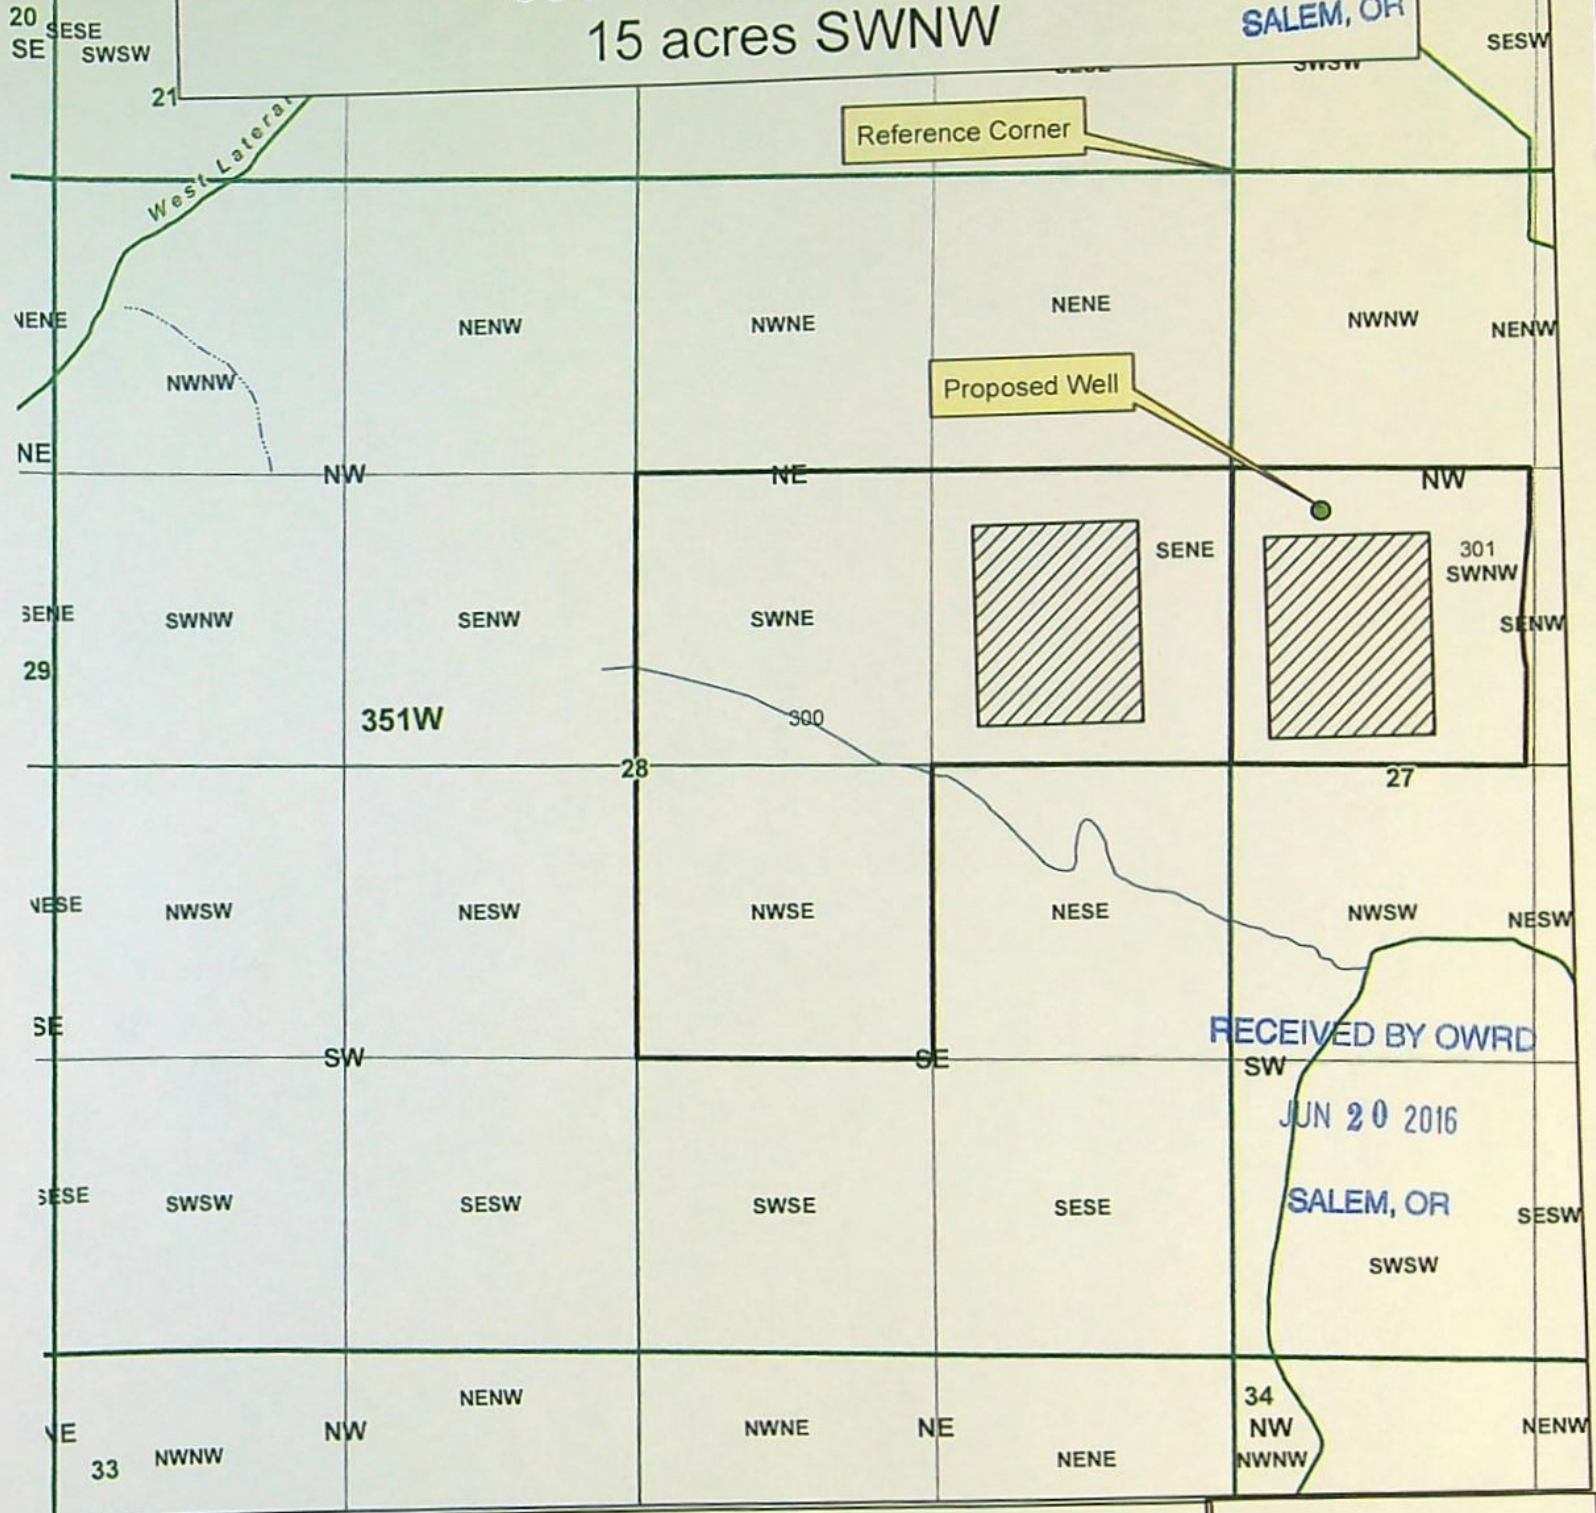 15 acres SWNW
SALEM, OR
20
SESE
SE
SWSW
SESW
SWSW
21
West Lateral
Reference Corner
NENE
NENW
NWNE
NENE
NWNW
NENW
NWNW
Proposed Well
NE
NW
NE
NW
SENE
301
SWNW
SENE
SWNW
SENW
SWNE
SENW
29
351W
300
28
27
NESE
NWSW
NESW
NWSE
NESE
NWSW
NESW
SE
RECEIVED BY OWRD
SW
SE
SW
JUN 20 2016
SESE
SWSW
SESW
SWSE
SESE
SALEM, OR
SESW
SWSW
NENW
34
NE
NW
NWNE
NE
NW
NENW
33
NWNW
NENE
NWNW